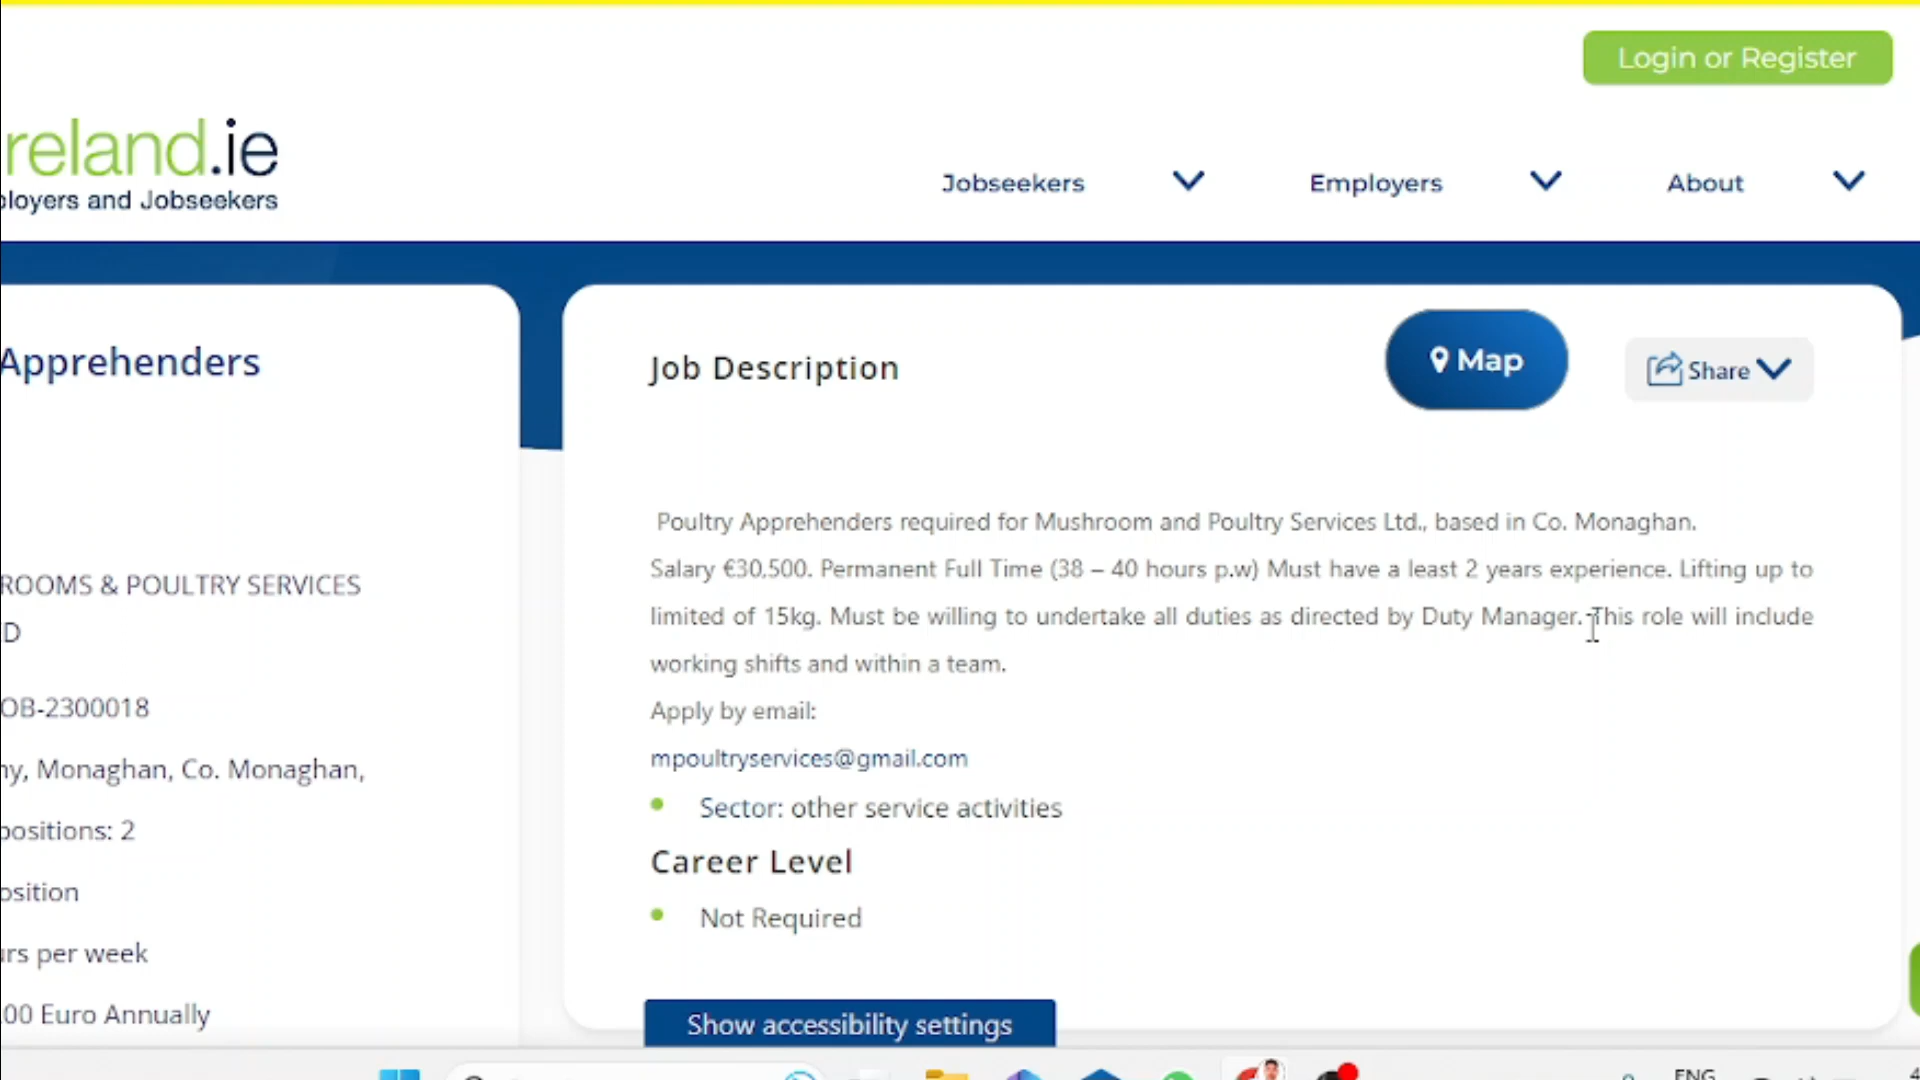 Login or Register
reland.ie
ployers and Jobseekers
Jobseekers
Employers
About
Apprehenders
ROOMS & POULTRY SERVICES
D
OB-2300018
ny, Monaghan, Co. Monaghan,
positions: 2
osition
urs per week
00 Euro Annually
Job Description
Map
Share
Poultry Apprehenders required for Mushroom and Poultry Services Ltd., based in Co. Monaghan.
Salary €30,500. Permanent Full Time (38 – 40 hours p.w) Must have a least 2 years experience. Lifting up to
limited of 15kg. Must be willing to undertake all duties as directed by Duty Manager. This role will include
working shifts and within a team.
Apply by email:
mpoultryservices@gmail.com
Sector: other service activities
Career Level
Not Required
Show accessibility settings
ENG